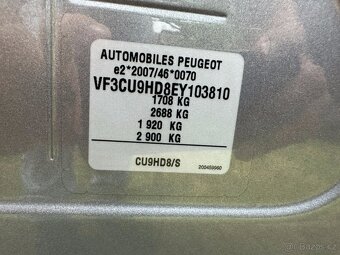 AUTOMOBILES PEUGEOT
e2*2007/46*0070
VF3CU9HD8EY103810
1708 KG
2688 KG
1 920 KG
2 900 KG
CU9HD8/S